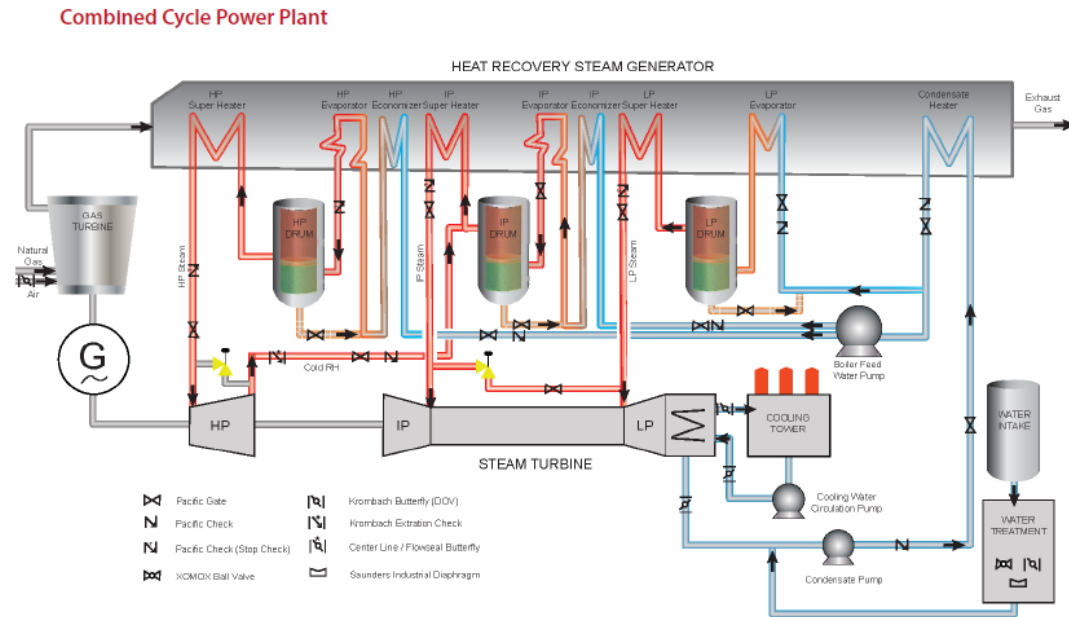 Combined Cycle Power Plant
HEAT RECOVERY STEAM GENERATOR
HP
Super Heater
HP
Evaporator
HP
Economizer
IP
Super Heater
IP
Evaporator
IP
Economizer
LP
Super Heater
LP
Evaporator
Condensate
Heater
Exhaust
Gas
GAS
TURBINE
Natural
Gas
Air
HP Steam
HP
DRUM
IP Steam
IP
DRUM
LP Steam
LP
DRUM
G
Cold RH
Boiler Feed
Water Pump
HP
IP
LP
STEAM TURBINE
COOLING
TOWER
Cooling Water
Circulation Pump
WATER
INTAKE
WATER
TREATMENT
Condensate Pump
Pacific Gate
Pacific Check
Pacific Check (Stop Check)
XOMOX Ball Valve
Krombach Butterfly (DOV)
Krombach Extration Check
Center Line / Flowseal Butterfly
Saunders Industrial Diaphragm